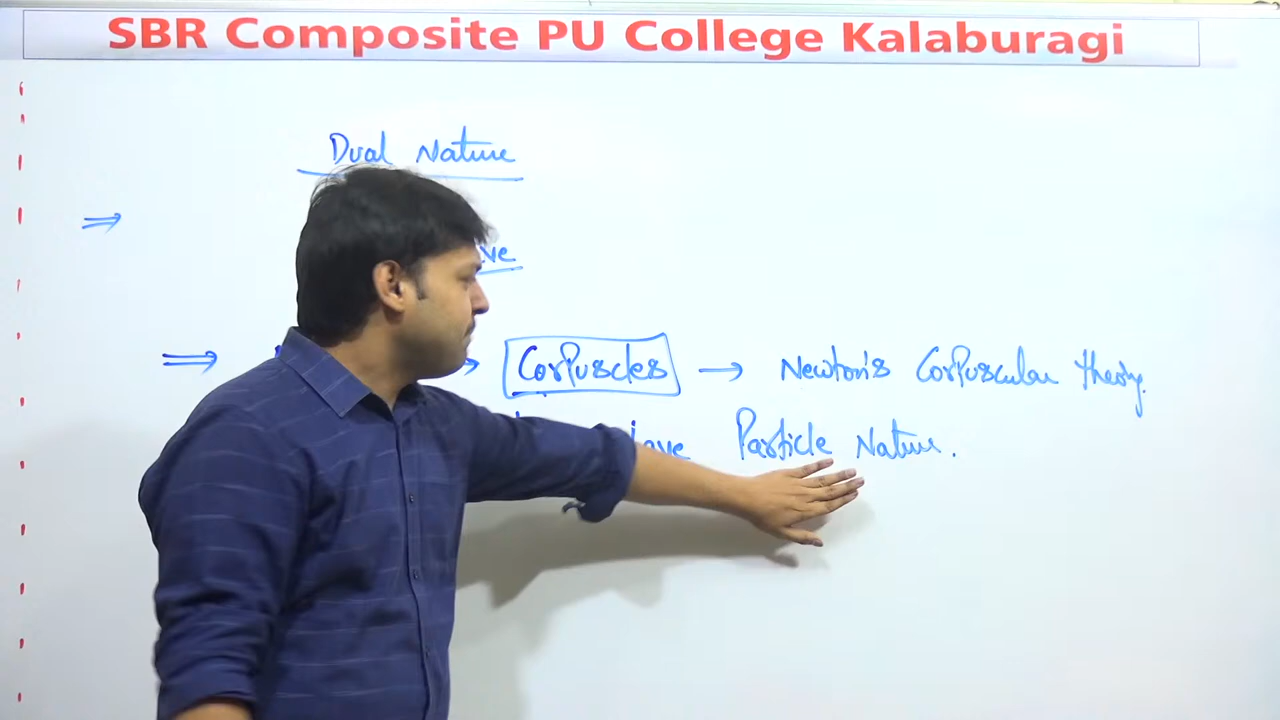 SBR Composite PU College Kalaburagi
Dual Nature
⇒
⇒ → Corpuscles → Newton's Corpuscular theory.
Particle Nature.